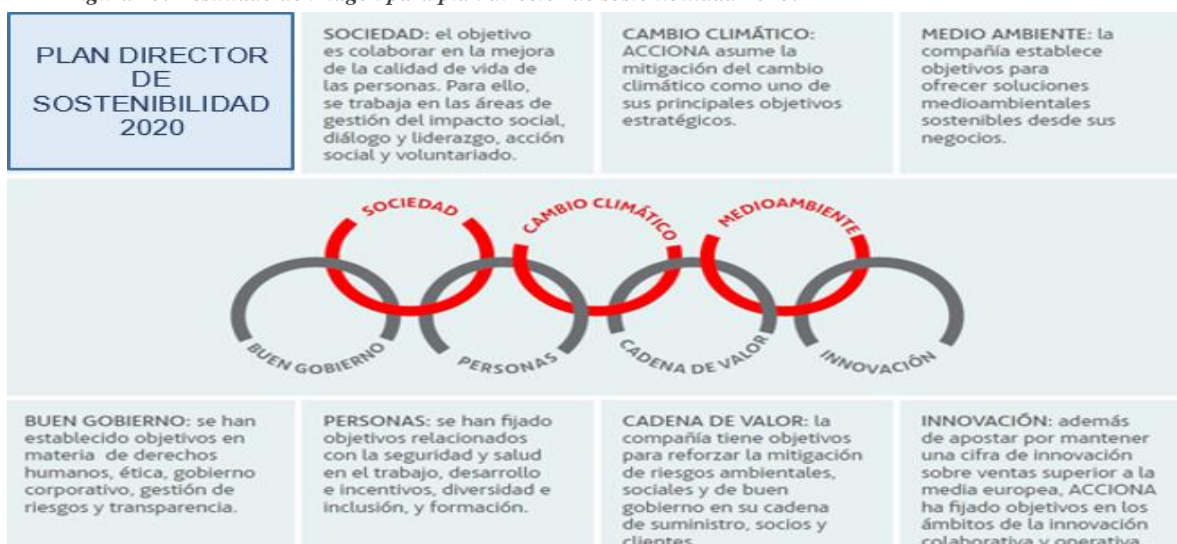 PLAN DIRECTOR
DE
SOSTENIBILIDAD
2020
SOCIEDAD: el objetivo
es colaborar en la mejora
de la calidad de vida de
las personas. Para ello,
se trabaja en las áreas de
gestión del impacto social,
diálogo y liderazgo, acción
social y voluntariado.
CAMBIO CLIMÁTICO:
ACCIONA asume la
mitigación del cambio
climático como uno de
sus principales objetivos
estratégicos.
MEDIO AMBIENTE: la
compañía establece
objetivos para
ofrecer soluciones
medioambientales
sostenibles desde sus
negocios.
SOCIEDAD
CAMBIO CLIMÁTICO
MEDIOAMBIENTE
BUEN GOBIERNO
PERSONAS
CADENA DE VALOR
INNOVACIÓN
BUEN GOBIERNO: se han
establecido objetivos en
materia de derechos
humanos, ética, gobierno
corporativo, gestión de
riesgos y transparencia.
PERSONAS: se han fijado
objetivos relacionados
con la seguridad y salud
en el trabajo, desarrollo
e incentivos, diversidad e
inclusión, y formación.
CADENA DE VALOR: la
compañía tiene objetivos
para reforzar la mitigación
de riesgos ambientales,
sociales y de buen
gobierno en su cadena
de suministro, socios y
clientes.
INNOVACIÓN: además
de apostar por mantener
una cifra de innovación
sobre ventas superior a la
media europea, ACCIONA
ha fijado objetivos en los
ámbitos de la innovación
colaborativa y operativa